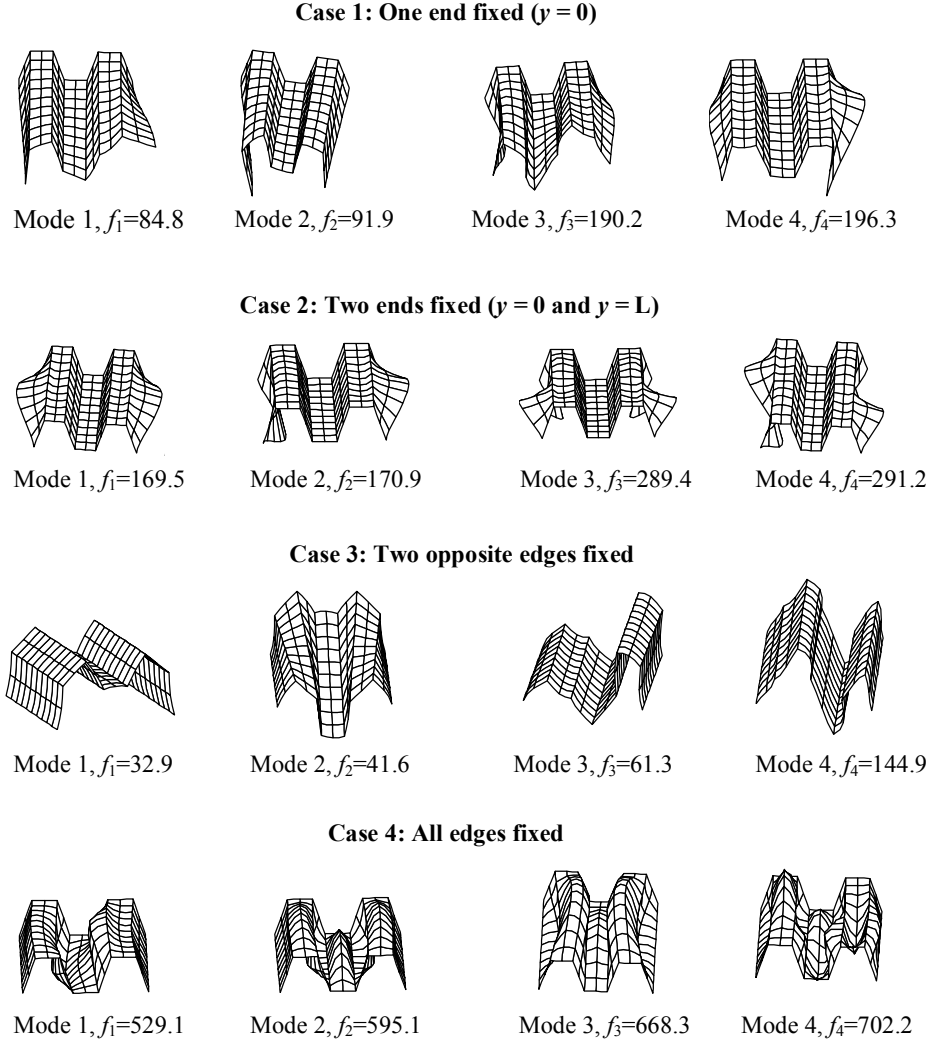 Case 1: One end fixed (y = 0)
Mode 1, f1=84.8 Mode 2, f2=91.9 Mode 3, f3=190.2 Mode 4, f4=196.3
Case 2: Two ends fixed (y = 0 and y = L)
Mode 1, f1=169.5 Mode 2, f2=170.9 Mode 3, f3=289.4 Mode 4, f4=291.2
Case 3: Two opposite edges fixed
Mode 1, f1=32.9 Mode 2, f2=41.6 Mode 3, f3=61.3 Mode 4, f4=144.9
Case 4: All edges fixed
Mode 1, f1=529.1 Mode 2, f2=595.1 Mode 3, f3=668.3 Mode 4, f4=702.2